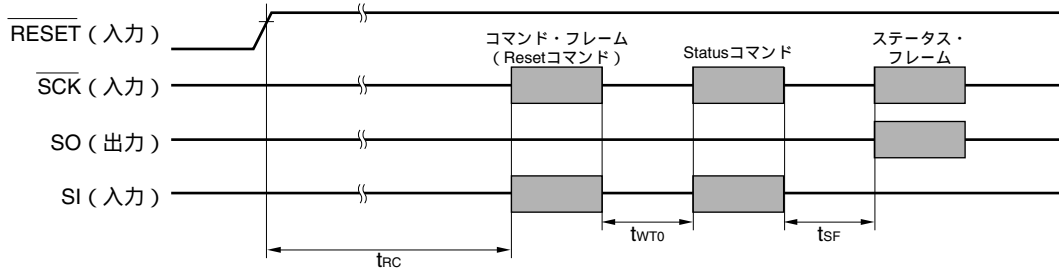 RESET（入力）
コマンド・フレーム
（Resetコマンド）
Statusコマンド
ステータス・
フレーム
SCK（入力）
SO（出力）
SI（入力）
tRC
tWT0
tSF